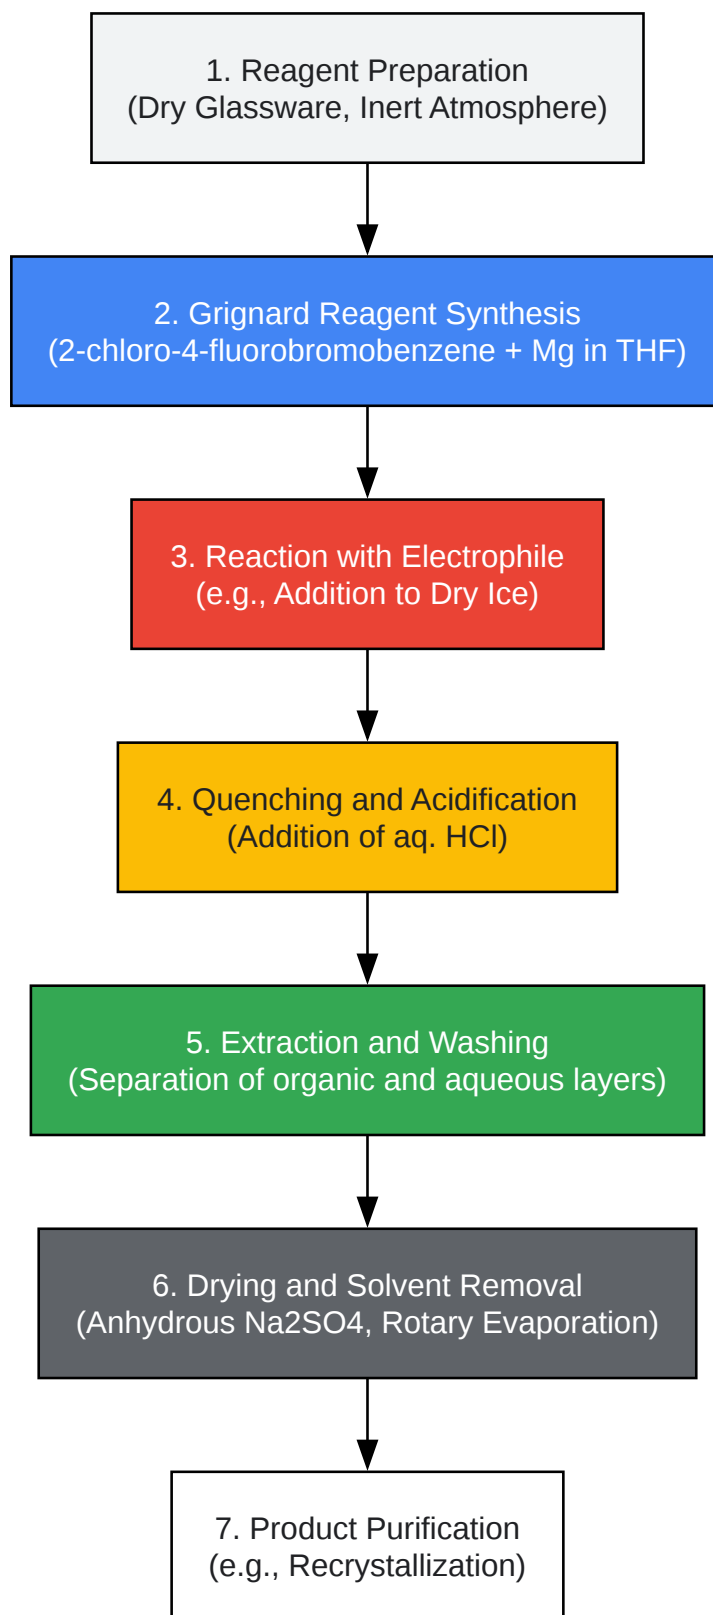 1. Reagent Preparation
(Dry Glassware, Inert Atmosphere)
2. Grignard Reagent Synthesis
(2-chloro-4-fluorobromobenzene + Mg in THF)
3. Reaction with Electrophile
(e.g., Addition to Dry Ice)
4. Quenching and Acidification
(Addition of aq. HCl)
5. Extraction and Washing
(Separation of organic and aqueous layers)
6. Drying and Solvent Removal
(Anhydrous Na2SO4, Rotary Evaporation)
7. Product Purification
(e.g., Recrystallization)